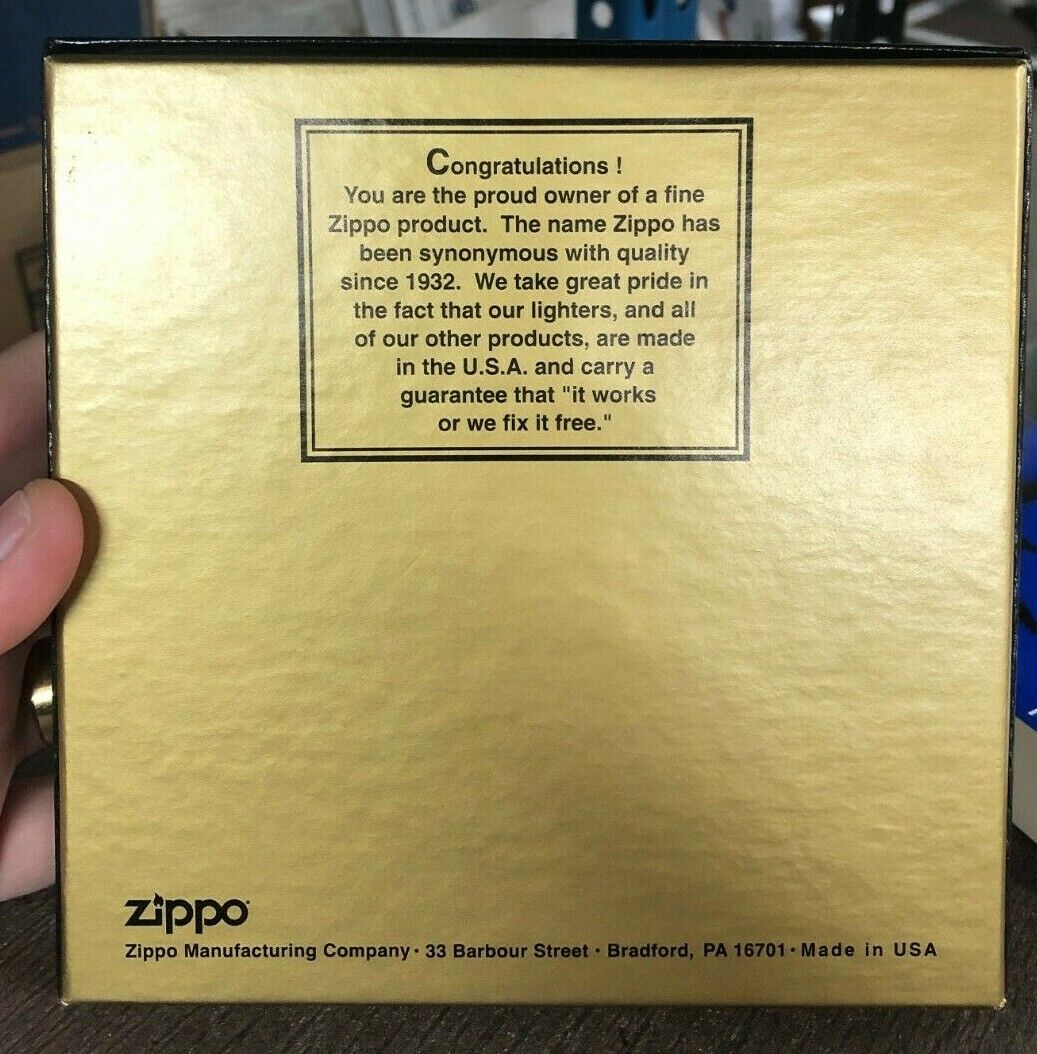 Congratulations !
You are the proud owner of a fine
Zippo product. The name Zippo has
been synonymous with quality
since 1932. We take great pride in
the fact that our lighters, and all
of our other products, are made
in the U.S.A. and carry a
guarantee that "it works
or we fix it free."
zippo
Zippo Manufacturing Company · 33 Barbour Street · Bradford, PA 16701 · Made in USA